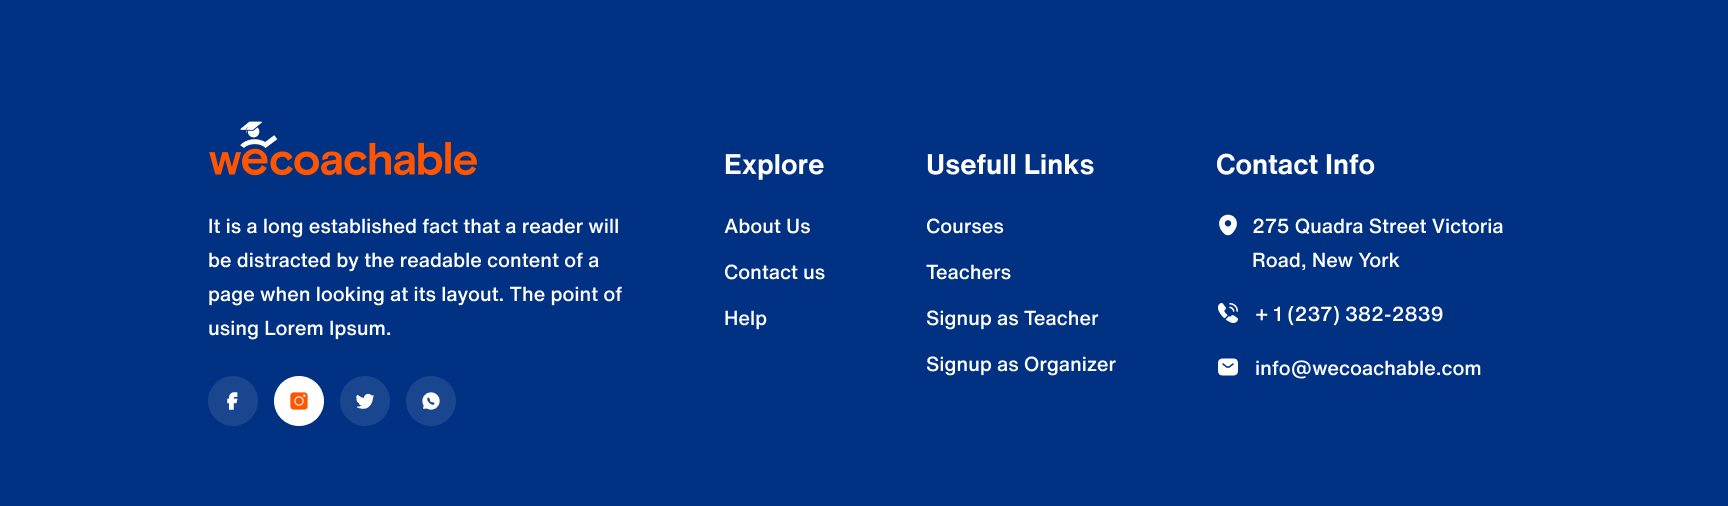 wecoachable
It is a long established fact that a reader will
be distracted by the readable content of a
page when looking at its layout. The point of
using Lorem Ipsum.
Explore
About Us
Contact us
Help
Usefull Links
Courses
Teachers
Signup as Teacher
Signup as Organizer
Contact Info
275 Quadra Street Victoria
Road, New York
+ 1 (237) 382-2839
info@wecoachable.com